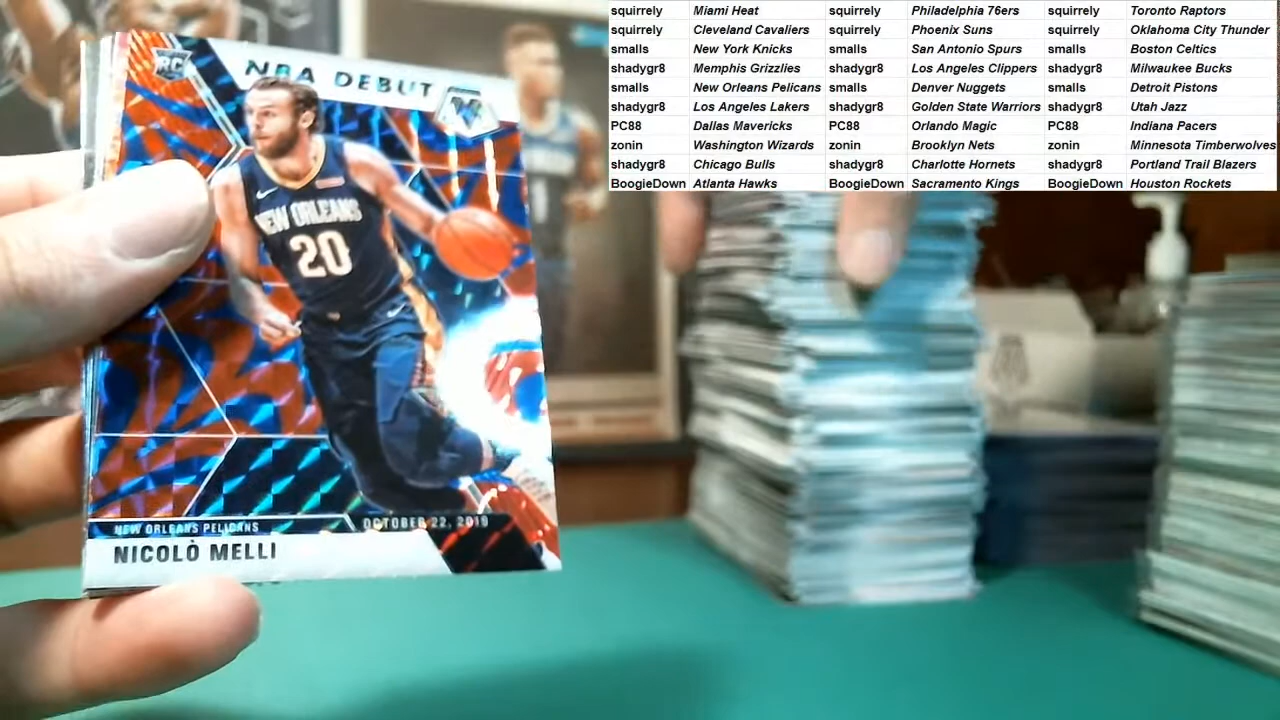 squirrely Miami Heat squirrely Philadelphia 76ers squirrely Toronto Raptors
squirrely Cleveland Cavaliers squirrely Phoenix Suns squirrely Oklahoma City Thunder
smalls New York Knicks smalls San Antonio Spurs smalls Boston Celtics
shadygr8 Memphis Grizzlies shadygr8 Los Angeles Clippers shadygr8 Milwaukee Bucks
smalls New Orleans Pelicans smalls Denver Nuggets smalls Detroit Pistons
shadygr8 Los Angeles Lakers shadygr8 Golden State Warriors shadygr8 Utah Jazz
PC88 Dallas Mavericks PC88 Orlando Magic PC88 Indiana Pacers
zonin Washington Wizards zonin Brooklyn Nets zonin Minnesota Timberwolves
shadygr8 Chicago Bulls shadygr8 Charlotte Hornets shadygr8 Portland Trail Blazers
BoogieDown Atlanta Hawks BoogieDown Sacramento Kings BoogieDown Houston Rockets
RC
NBA DEBUT
NEW ORLEANS
20
NEW ORLEANS PELICANS OCTOBER 22, 2019
NICOLÒ MELLI